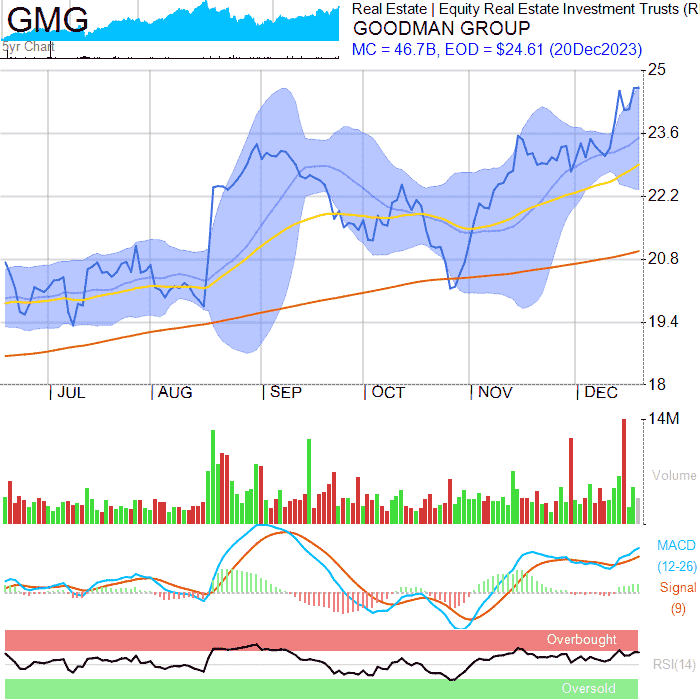 GMG
5yr Chart
Real Estate | Equity Real Estate Investment Trusts (R
GOODMAN GROUP
MC = 46.7B, EOD = $24.61 (20Dec2023)
25
23.6
22.2
20.8
19.4
18
JUL
AUG
SEP
OCT
NOV
DEC
14M
Volume
MACD
(12-26)
Signal
(9)
Overbought
RSI(14)
Oversold